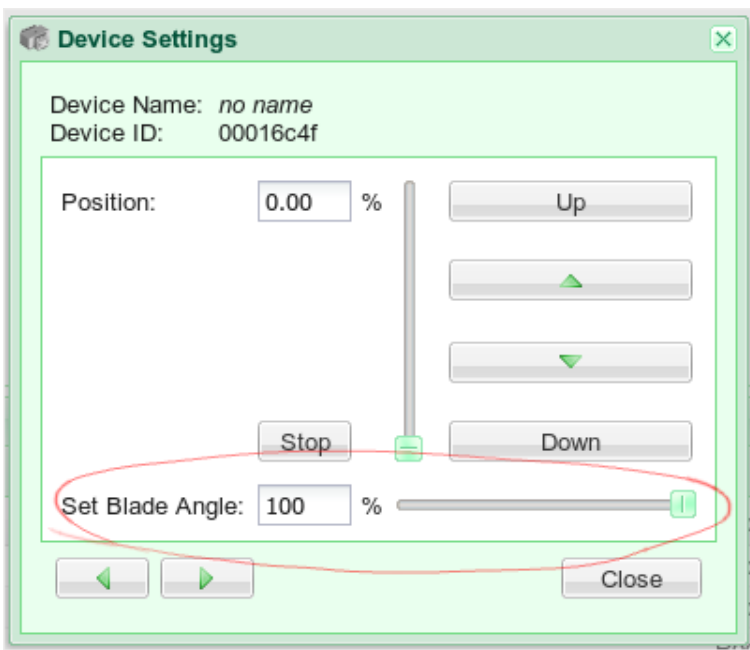 Device Settings
Device Name: no name
Device ID: 00016c4f
Position: 0.00 % Up
Stop Down
Set Blade Angle: 100 %
Close